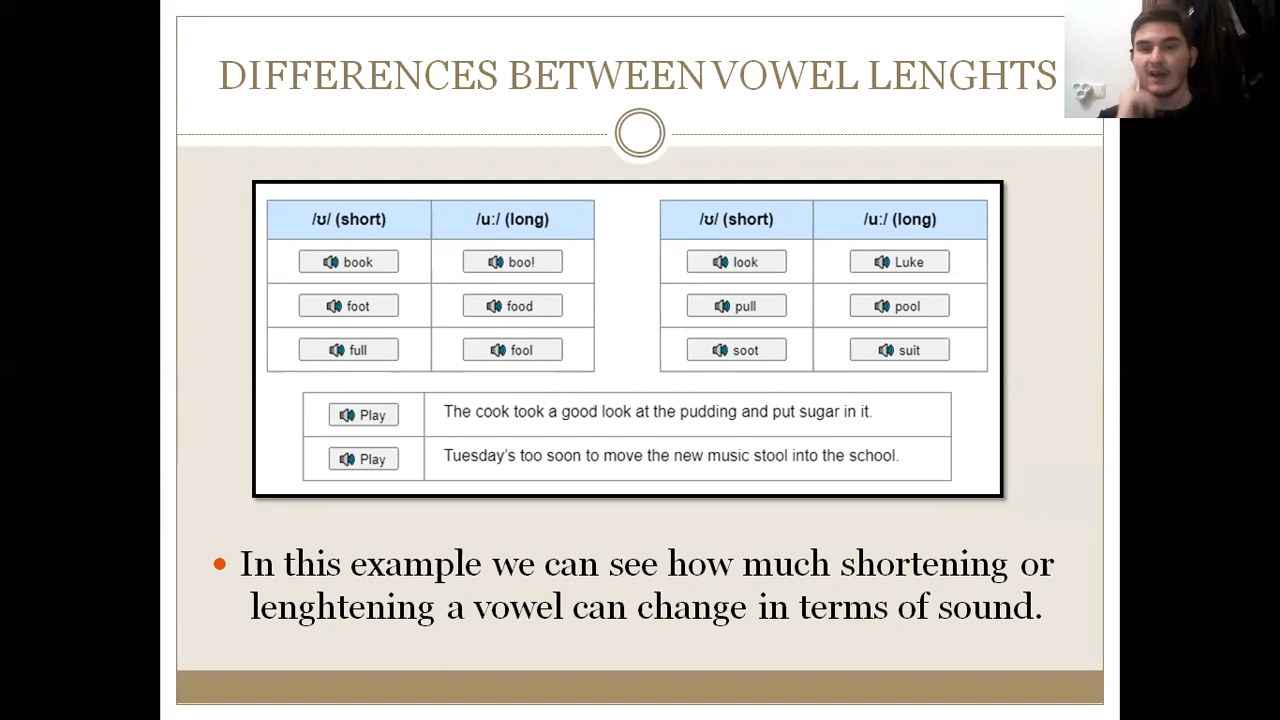 DIFFERENCES BETWEEN VOWEL LENGHTS
/ʊ/ (short) /uː/ (long)
book boo!
foot food
full fool
/ʊ/ (short) /uː/ (long)
look Luke
pull pool
soot suit
Play The cook took a good look at the pudding and put sugar in it.
Play Tuesday's too soon to move the new music stool into the school.
• In this example we can see how much shortening or
lenghtening a vowel can change in terms of sound.